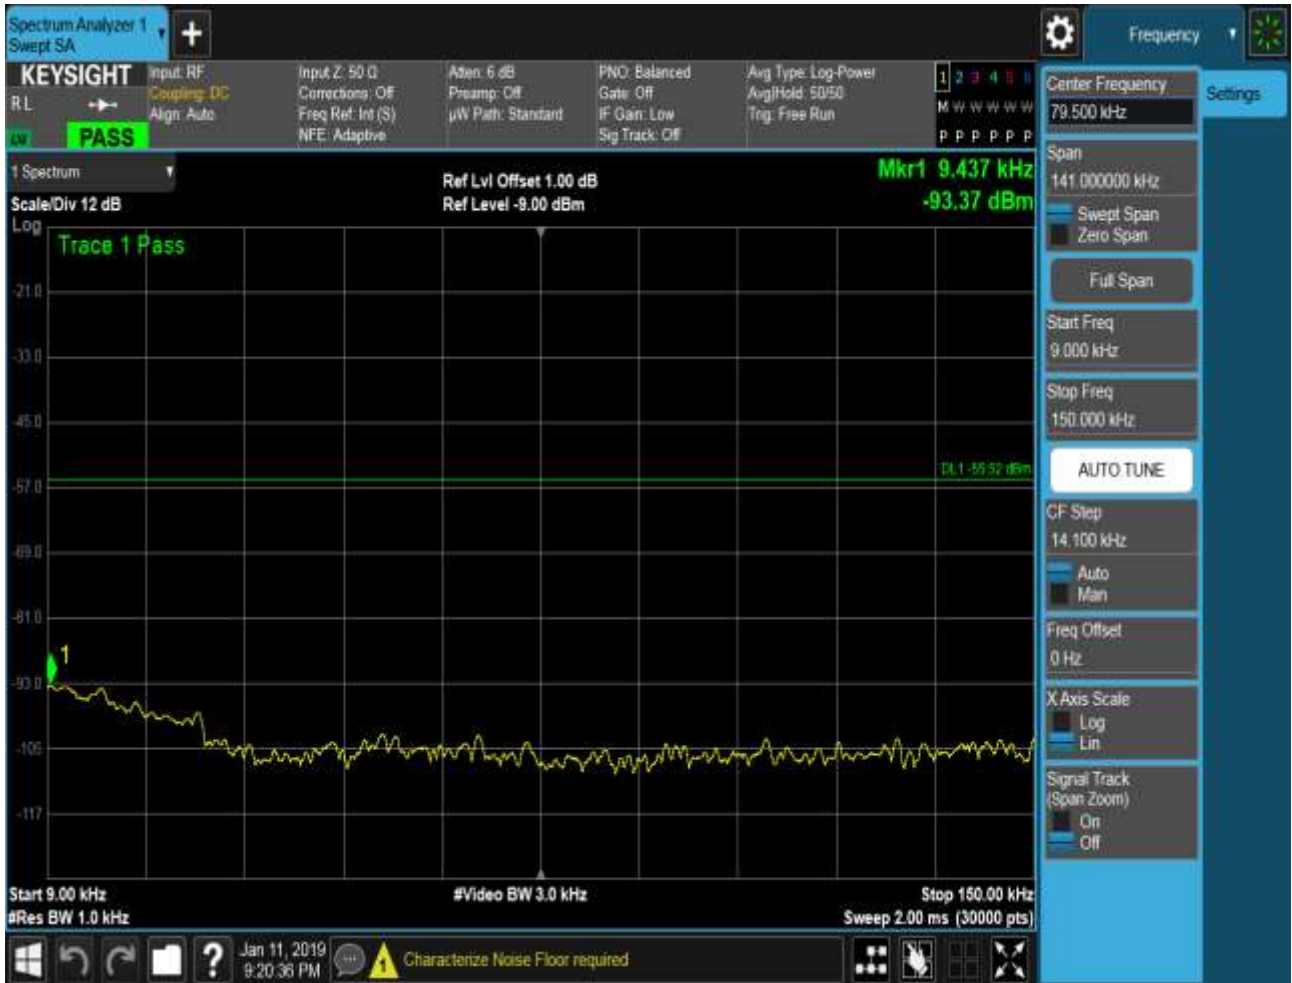 Spectrum Analyzer 1
Swept SA
+
Frequency
KEYSIGHT
Input: RF
Coupling: DC
Align: Auto
Input Z: 50 Ω
Corrections: Off
Freq Ref: Int (S)
NFE: Adaptive
Atten: 6 dB
Preamp: Off
µW Path: Standard
PNO: Balanced
Gate: Off
IF Gain: Low
Sig Track: Off
Avg Type: Log-Power
Avg|Hold: 50/50
Trig: Free Run
1 2 3 4 5 6
M W W W W W
P P P P P P
R L
PASS
1 Spectrum
Scale/Div 12 dB
Ref Lvl Offset 1.00 dB
Ref Level -9.00 dBm
Mkr1 9.437 kHz
-93.37 dBm
Log
Trace 1 Pass
-21.0
-33.0
-45.0
DL1 -55.52 dBm
-57.0
-69.0
-81.0
1
-93.0
-105
-117
Start 9.00 kHz
#Video BW 3.0 kHz
Stop 150.00 kHz
#Res BW 1.0 kHz
Sweep 2.00 ms (30000 pts)
Center Frequency
79.500 kHz
Settings
Span
141.000000 kHz
Swept Span
Zero Span
Full Span
Start Freq
9.000 kHz
Stop Freq
150.000 kHz
AUTO TUNE
CF Step
14.100 kHz
Auto
Man
Freq Offset
0 Hz
X Axis Scale
Log
Lin
Signal Track
(Span Zoom)
On
Off
?
Jan 11, 2019
9:20:36 PM
1
Characterize Noise Floor required